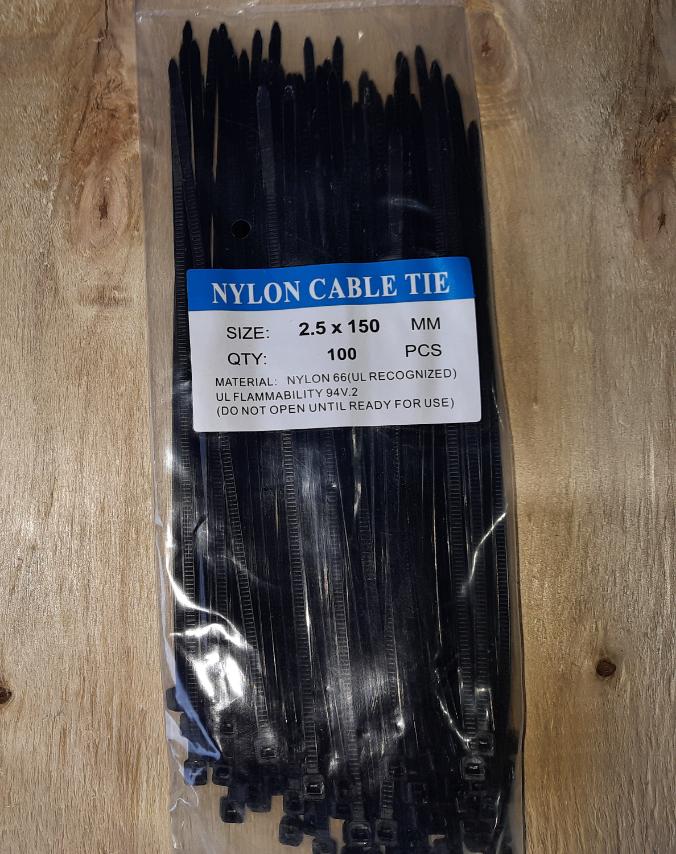 NYLON CABLE TIE
SIZE: 2.5 x 150 MM
QTY: 100 PCS
MATERIAL: NYLON 66(UL RECOGNIZED)
UL FLAMMABILITY 94V.2
(DO NOT OPEN UNTIL READY FOR USE)